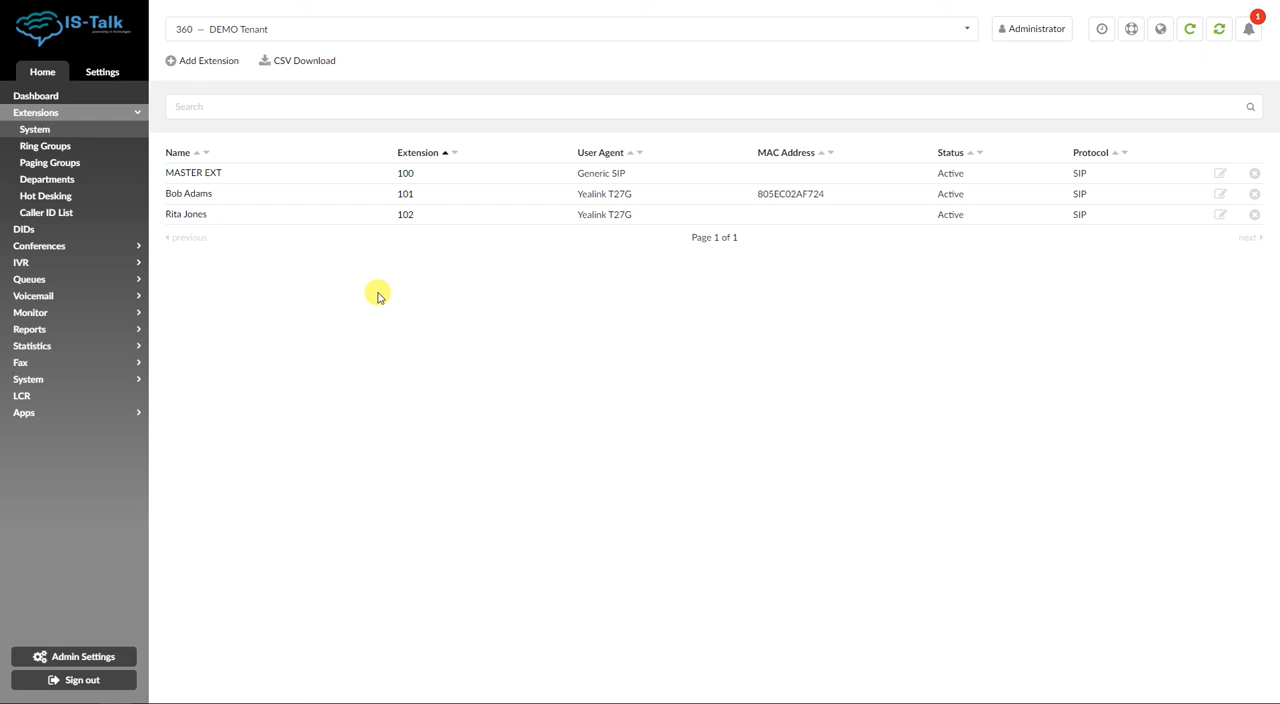 IS-Talk
360 — DEMO Tenant
Administrator
1
Add Extension
CSV Download
Home
Settings
Dashboard
Extensions
System
Ring Groups
Paging Groups
Departments
Hot Desking
Caller ID List
DIDs
Conferences
IVR
Queues
Voicemail
Monitor
Reports
Statistics
Fax
System
LCR
Apps
Admin Settings
Sign out
Search
Name Extension User Agent MAC Address Status Protocol
MASTER EXT 100 Generic SIP Active SIP
Bob Adams 101 Yealink T27G 805EC02AF724 Active SIP
Rita Jones 102 Yealink T27G Active SIP
previous Page 1 of 1 next